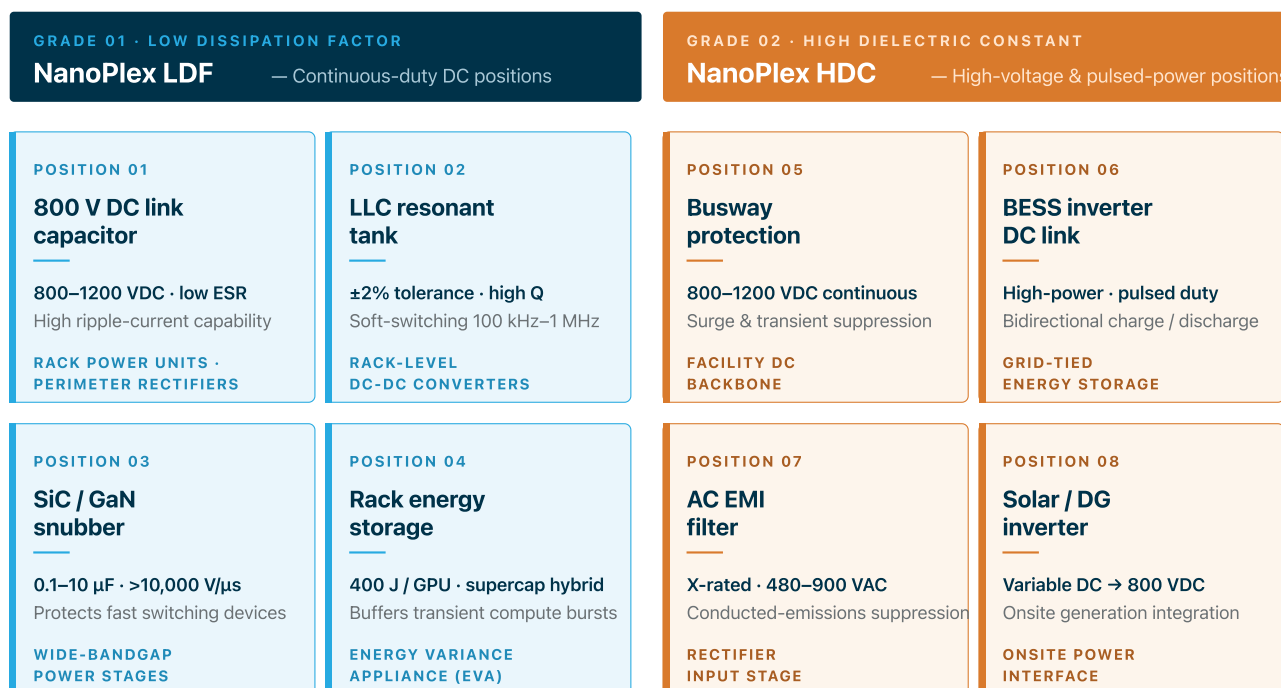 GRADE 01 · LOW DISSIPATION FACTOR
NanoPlex LDF — Continuous-duty DC positions
GRADE 02 · HIGH DIELECTRIC CONSTANT
NanoPlex HDC — High-voltage & pulsed-power positions
POSITION 01
800 V DC link
capacitor
800–1200 VDC · low ESR
High ripple-current capability
RACK POWER UNITS ·
PERIMETER RECTIFIERS
POSITION 02
LLC resonant
tank
±2% tolerance · high Q
Soft-switching 100 kHz–1 MHz
RACK-LEVEL
DC-DC CONVERTERS
POSITION 05
Busway
protection
800–1200 VDC continuous
Surge & transient suppression
FACILITY DC
BACKBONE
POSITION 06
BESS inverter
DC link
High-power · pulsed duty
Bidirectional charge / discharge
GRID-TIED
ENERGY STORAGE
POSITION 03
SiC / GaN
snubber
0.1–10 µF · >10,000 V/µs
Protects fast switching devices
WIDE-BANDGAP
POWER STAGES
POSITION 04
Rack energy
storage
400 J / GPU · supercap hybrid
Buffers transient compute bursts
ENERGY VARIANCE
APPLIANCE (EVA)
POSITION 07
AC EMI
filter
X-rated · 480–900 VAC
Conducted-emissions suppression
RECTIFIER
INPUT STAGE
POSITION 08
Solar / DG
inverter
Variable DC → 800 VDC
Onsite generation integration
ONSITE POWER
INTERFACE